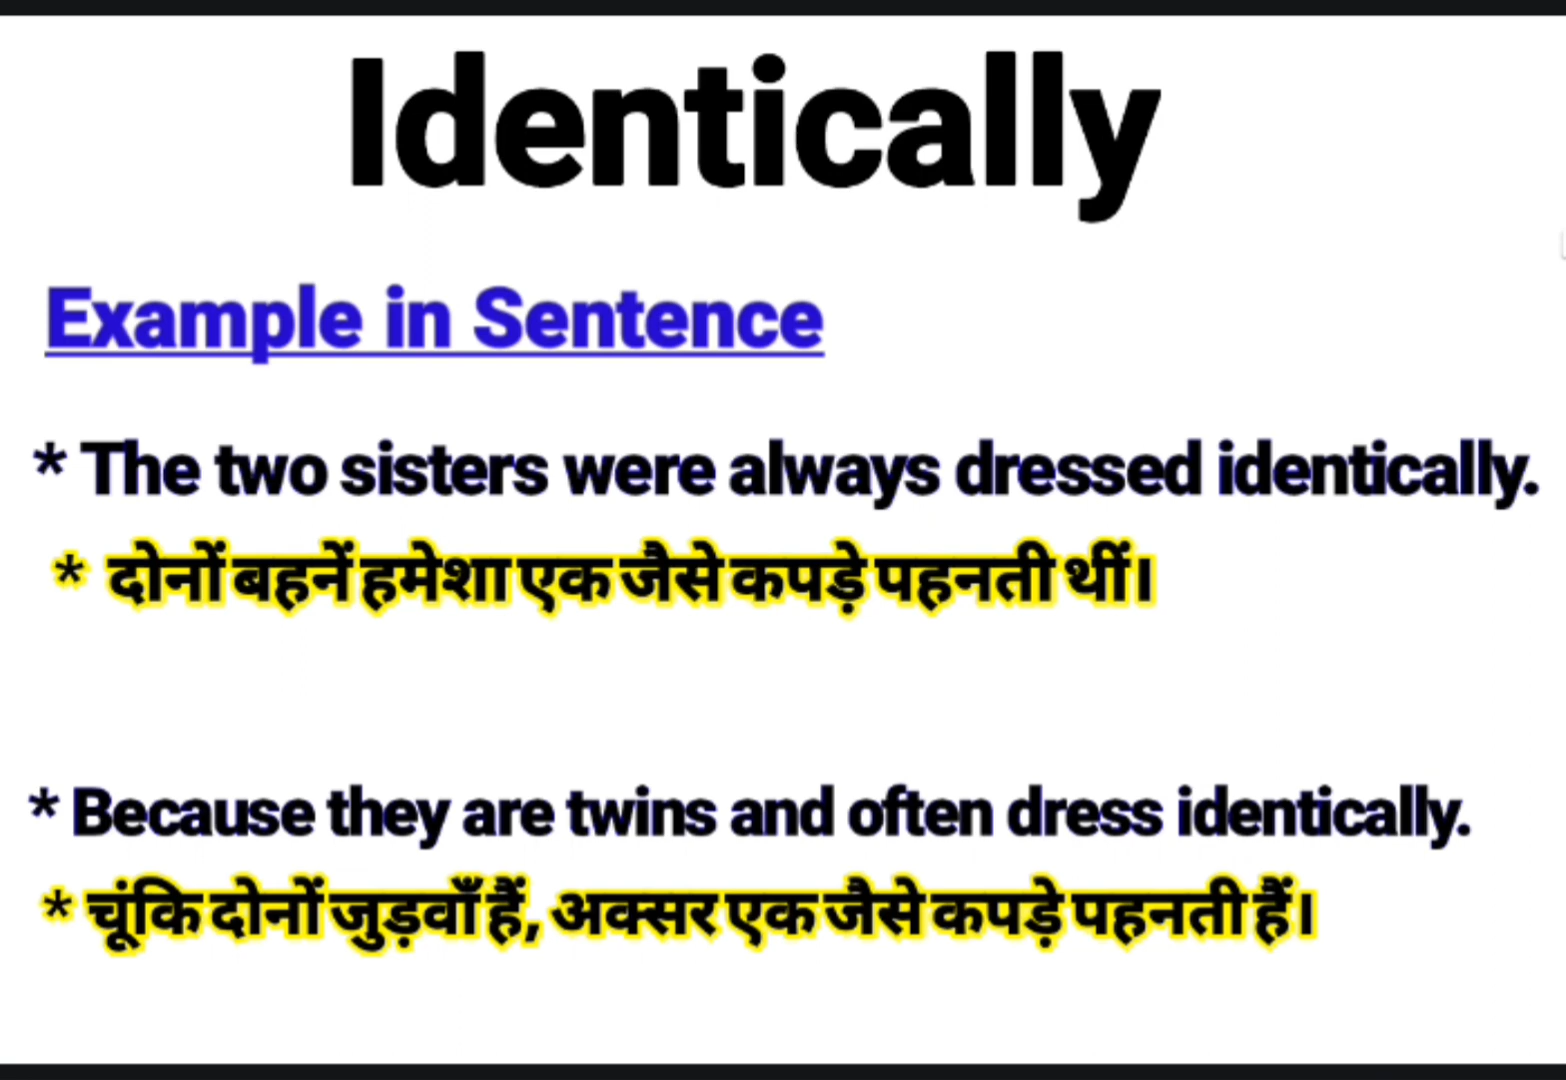 Identically
Example in Sentence
* The two sisters were always dressed identically.
* दोनों बहनें हमेशा एक जैसे कपड़े पहनती थीं।
* Because they are twins and often dress identically.
* चूंकि दोनों जुड़वाँ हैं, अक्सर एक जैसे कपड़े पहनती हैं।